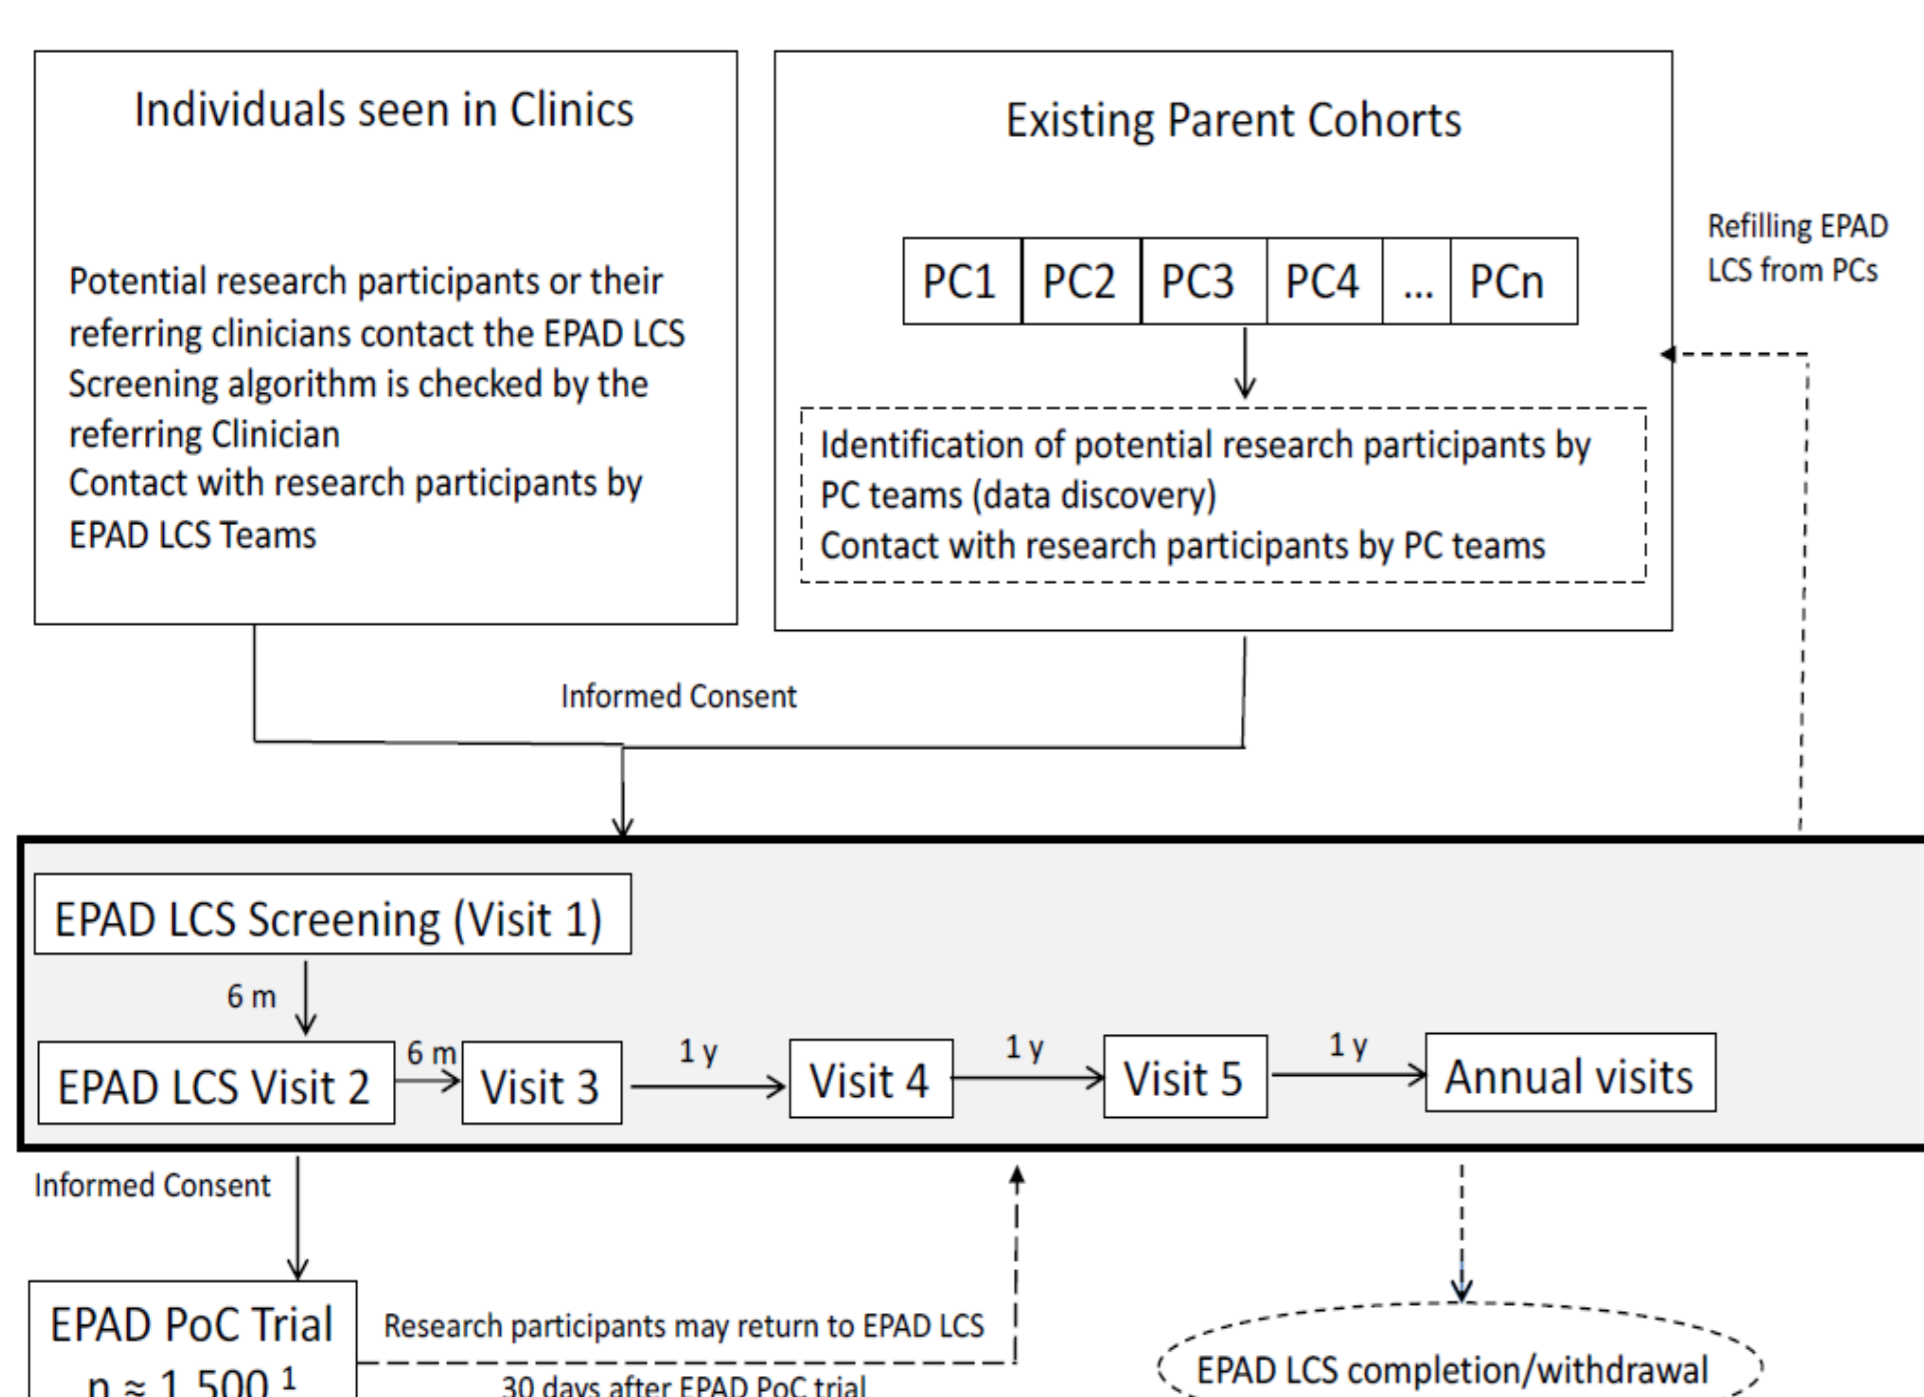 Individuals seen in Clinics
Potential research participants or their
referring clinicians contact the EPAD LCS
Screening algorithm is checked by the
referring Clinician
Contact with research participants by
EPAD LCS Teams
Existing Parent Cohorts
PC1 PC2 PC3 PC4 ... PCn
Identification of potential research participants by
PC teams (data discovery)
Contact with research participants by PC teams
Refilling EPAD
LCS from PCs
Informed Consent
EPAD LCS Screening (Visit 1)
6 m
EPAD LCS Visit 2
6 m
Visit 3
1 y
Visit 4
1 y
Visit 5
1 y
Annual visits
Informed Consent
EPAD PoC Trial
n ≈ 1,500 1
Research participants may return to EPAD LCS
30 days after EPAD PoC trial
EPAD LCS completion/withdrawal